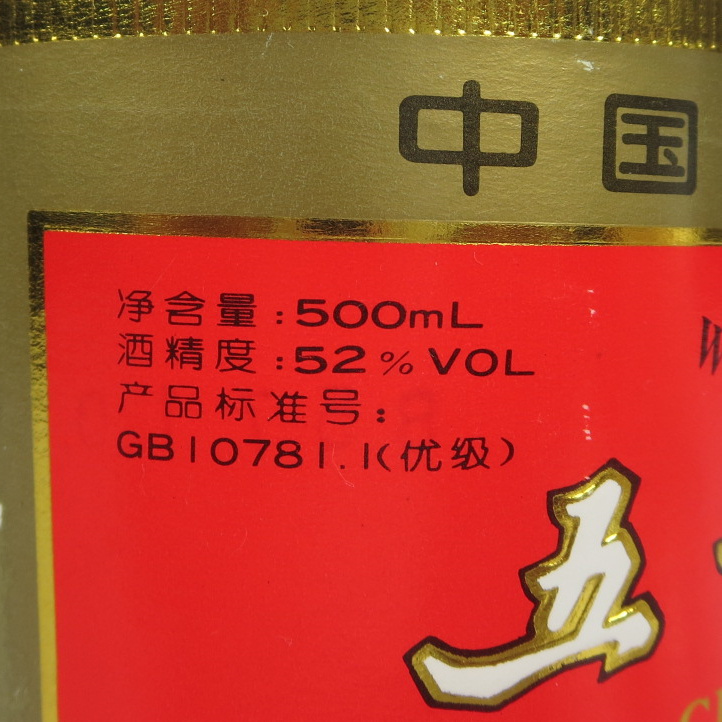 中国
净含量:500mL
酒精度:52%VOL
产品标准号:
GB10781.1(优级)
五